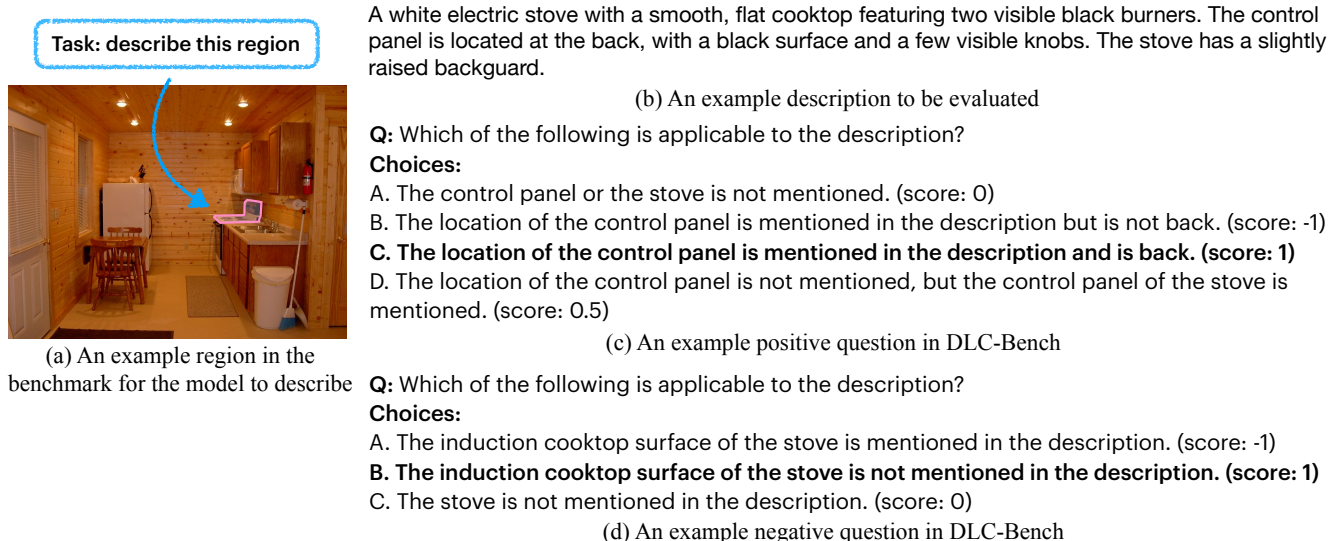 Task: describe this region
(a) An example region in the
benchmark for the model to describe
A white electric stove with a smooth, flat cooktop featuring two visible black burners. The control
panel is located at the back, with a black surface and a few visible knobs. The stove has a slightly
raised backguard.
(b) An example description to be evaluated
Q: Which of the following is applicable to the description?
Choices:
A. The control panel or the stove is not mentioned. (score: 0)
B. The location of the control panel is mentioned in the description but is not back. (score: -1)
C. The location of the control panel is mentioned in the description and is back. (score: 1)
D. The location of the control panel is not mentioned, but the control panel of the stove is
mentioned. (score: 0.5)
(c) An example positive question in DLC-Bench
Q: Which of the following is applicable to the description?
Choices:
A. The induction cooktop surface of the stove is mentioned in the description. (score: -1)
B. The induction cooktop surface of the stove is not mentioned in the description. (score: 1)
C. The stove is not mentioned in the description. (score: 0)
(d) An example negative question in DLC-Bench